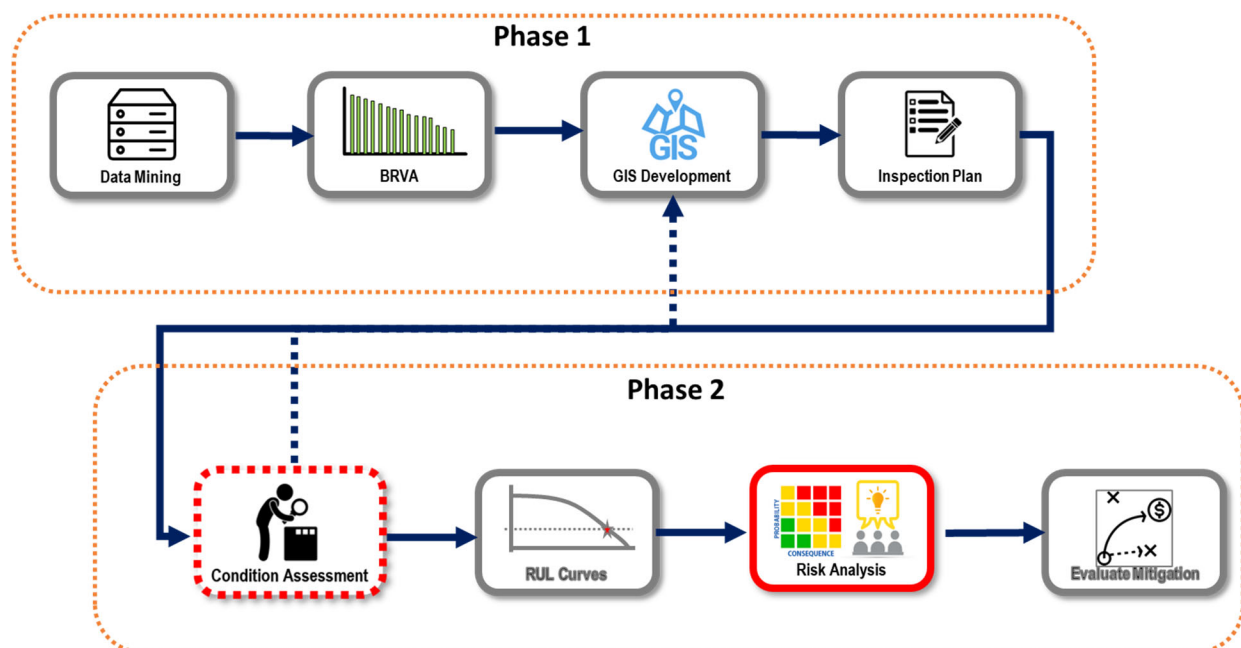 Phase 1
Data Mining
BRVA
GIS
GIS Development
Inspection Plan
Phase 2
Condition Assessment
RUL Curves
PROBABILITY
CONSEQUENCE
Risk Analysis
$
Evaluate Mitigation